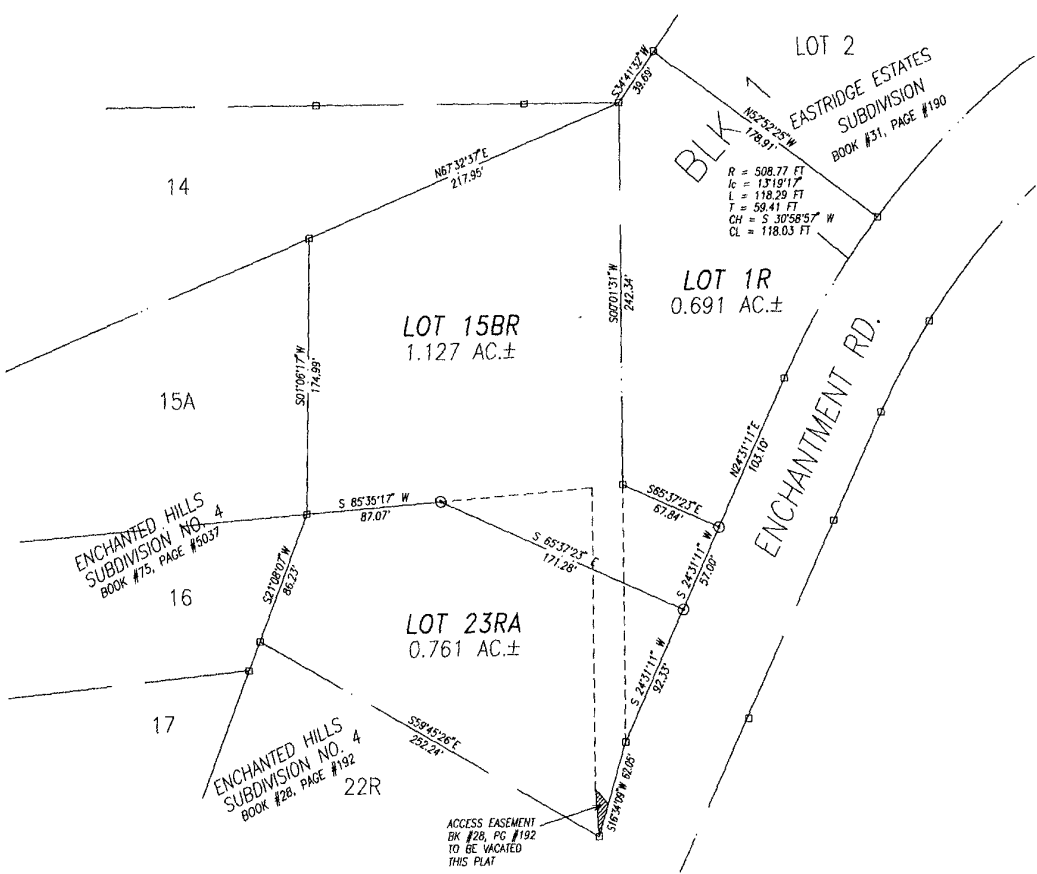 LOT 2
S34°41'32"W
39.69'
EASTRIDGE ESTATES
SUBDIVISION
BOOK #31, PAGE #190
BLK 1
N52°52'25"W
178.91'
14
N67°32'37"E
217.95'
R = 508.77 FT
lc = 13°19'17"
L = 118.29 FT
T = 59.41 FT
CH = S 30°58'57" W
CL = 118.03 FT
LOT 1R
0.691 AC.±
S00°01'31"W
242.34'
LOT 15BR
1.127 AC.±
S01°06'17"W
174.99'
15A
ENCHANTMENT RD.
N24°31'11"E
103.10'
S65°37'23"E
67.84'
S 85°35'17" W
87.07'
ENCHANTED HILLS
SUBDIVISION NO. 4
BOOK #75, PAGE #5037
S 65°37'23" E
171.28'
S 24°31'11" W
57.00'
16
S21°08'07"W
86.23'
LOT 23RA
0.761 AC.±
S 24°31'11" W
92.33'
17
S59°45'26"E
252.24'
ENCHANTED HILLS
SUBDIVISION NO. 4
BOOK #28, PAGE #192
22R
S16°34'09"W 62.05'
ACCESS EASEMENT
BK #28, PG #192
TO BE VACATED
THIS PLAT